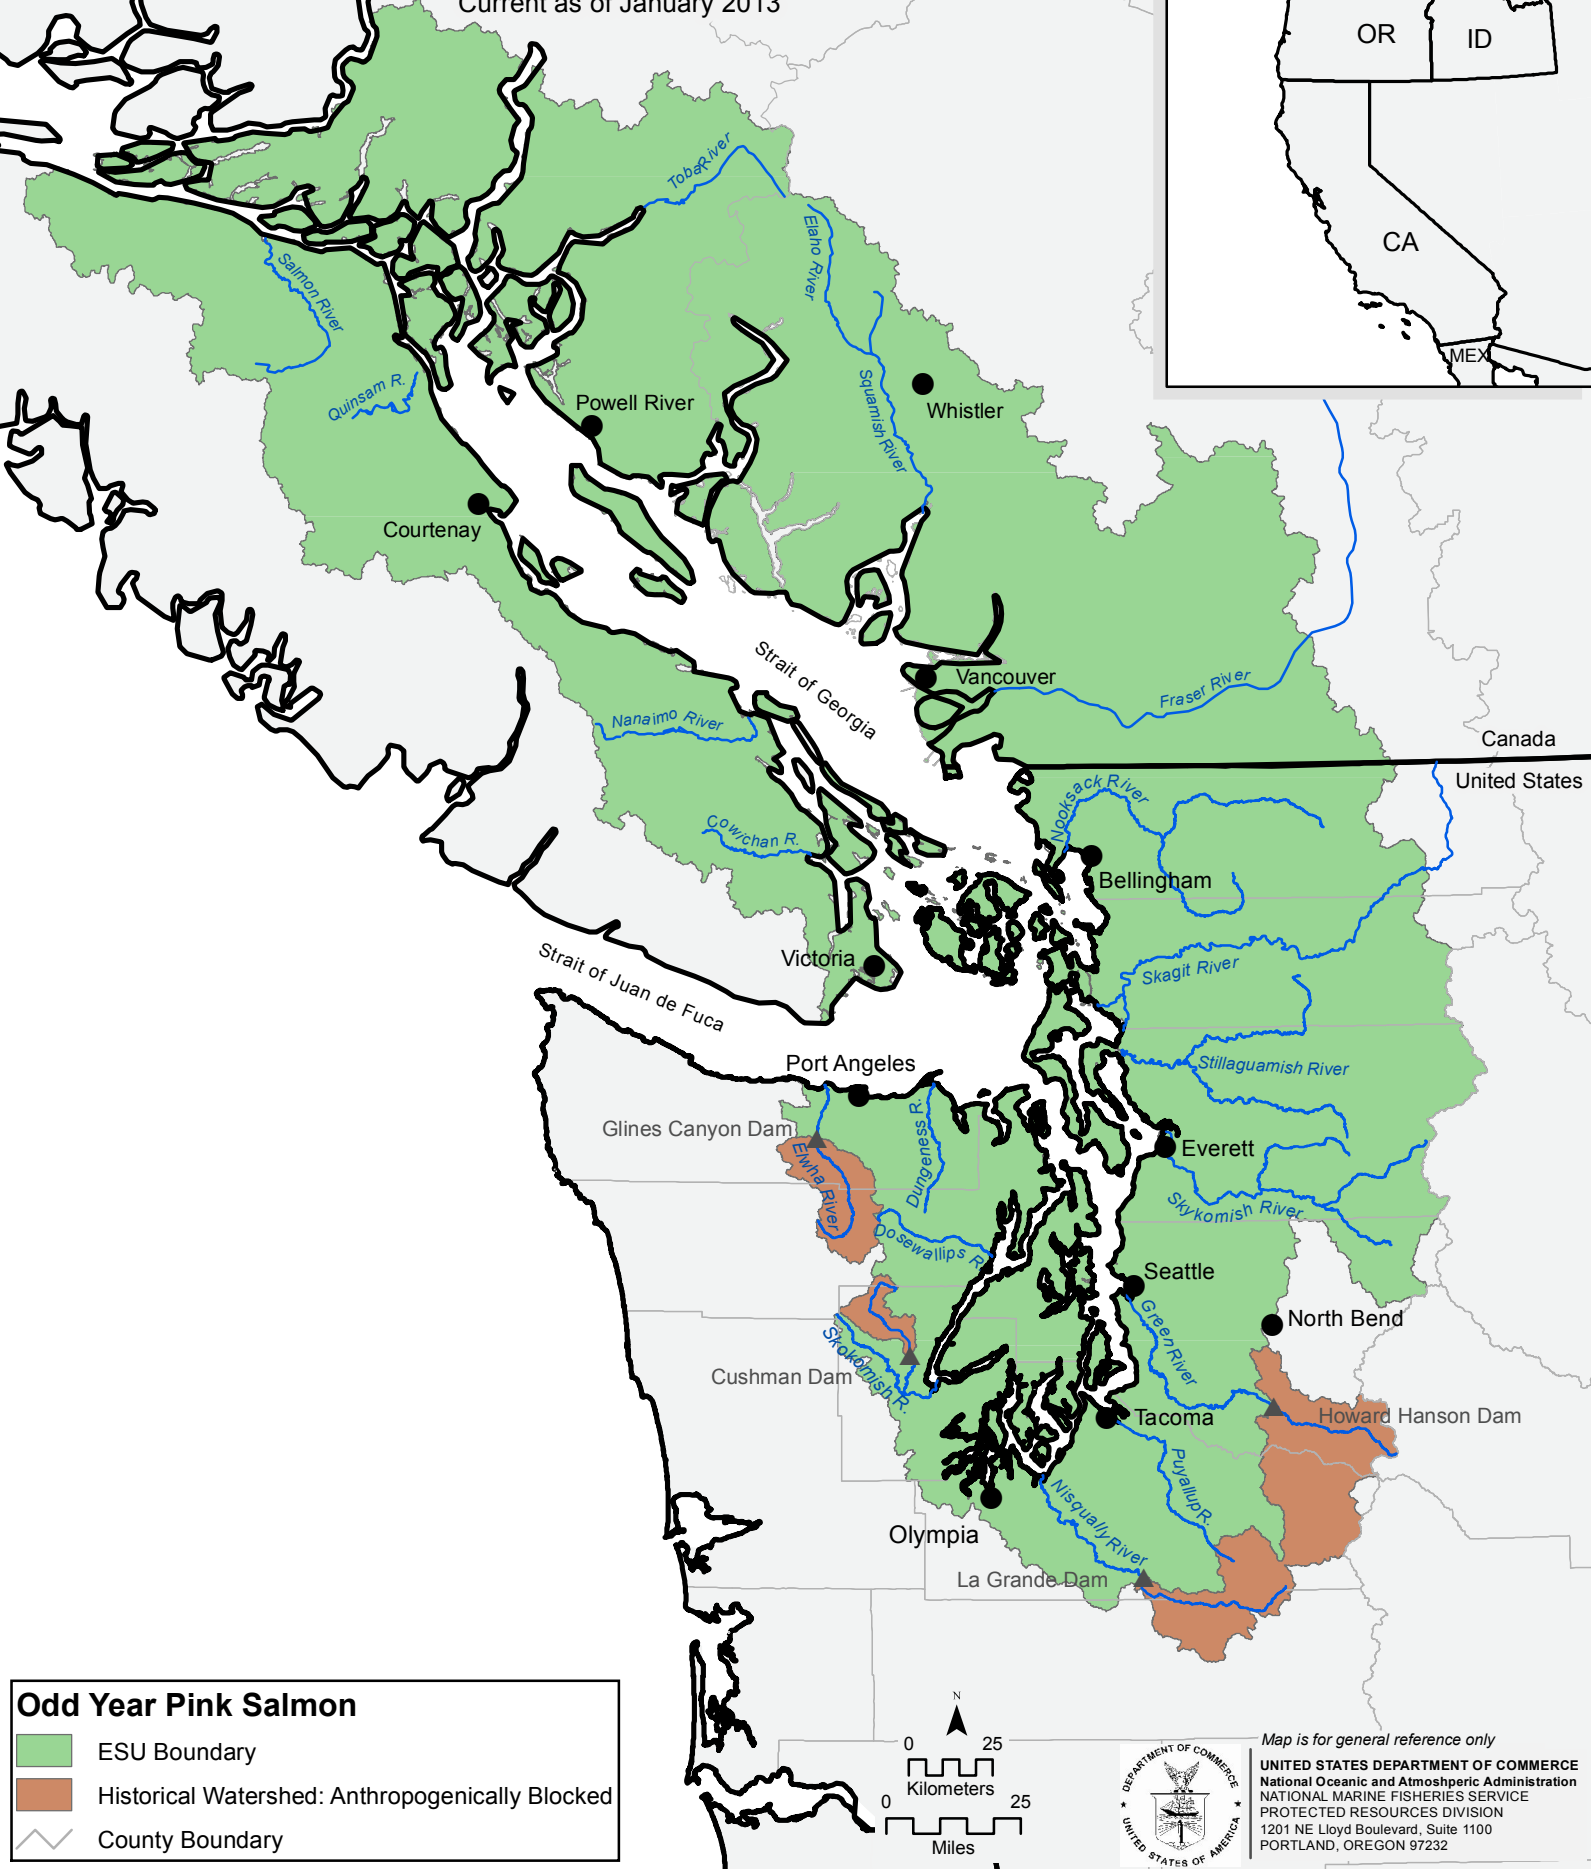 Current as of January 2013
OR
ID
CA
MEX
Toba River
Elaho River
Salmon River
Quinsam R.
Powell River
Squamish River
Whistler
Courtenay
Strait of Georgia
Vancouver
Fraser River
Nanaimo River
Canada
United States
Nooksack River
Cowichan R.
Bellingham
Victoria
Strait of Juan de Fuca
Skagit River
Port Angeles
Stillaguamish River
Glines Canyon Dam
Elwha River
Dungeness R.
Everett
Skykomish River
Dosewallips R.
Seattle
North Bend
Green River
Skokomish R.
Cushman Dam
Tacoma
Howard Hanson Dam
Puyallup R.
Nisqually River
Olympia
La Grande Dam
Odd Year Pink Salmon
ESU Boundary
Historical Watershed: Anthropogenically Blocked
County Boundary
N
0 25
Kilometers
0 25
Miles
DEPARTMENT OF COMMERCE
UNITED STATES OF AMERICA
Map is for general reference only
UNITED STATES DEPARTMENT OF COMMERCE
National Oceanic and Atmoshperic Administration
NATIONAL MARINE FISHERIES SERVICE
PROTECTED RESOURCES DIVISION
1201 NE Lloyd Boulevard, Suite 1100
PORTLAND, OREGON 97232